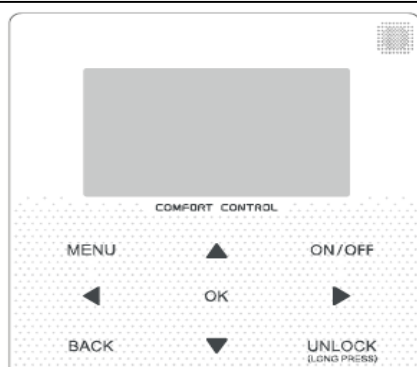 COMFORT CONTROL
MENU ON/OFF
OK
BACK UNLOCK
(LONG PRESS)